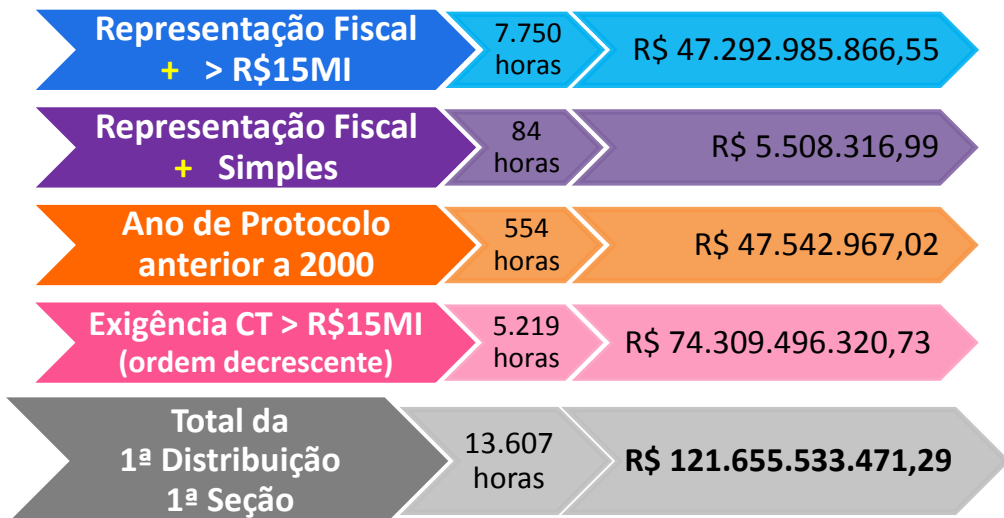 Representação Fiscal
+ > R$15MI
7.750
horas
R$ 47.292.985.866,55
Representação Fiscal
+ Simples
84
horas
R$ 5.508.316,99
Ano de Protocolo
anterior a 2000
554
horas
R$ 47.542.967,02
Exigência CT > R$15MI
(ordem decrescente)
5.219
horas
R$ 74.309.496.320,73
Total da
1ª Distribuição
1ª Seção
13.607
horas
R$ 121.655.533.471,29